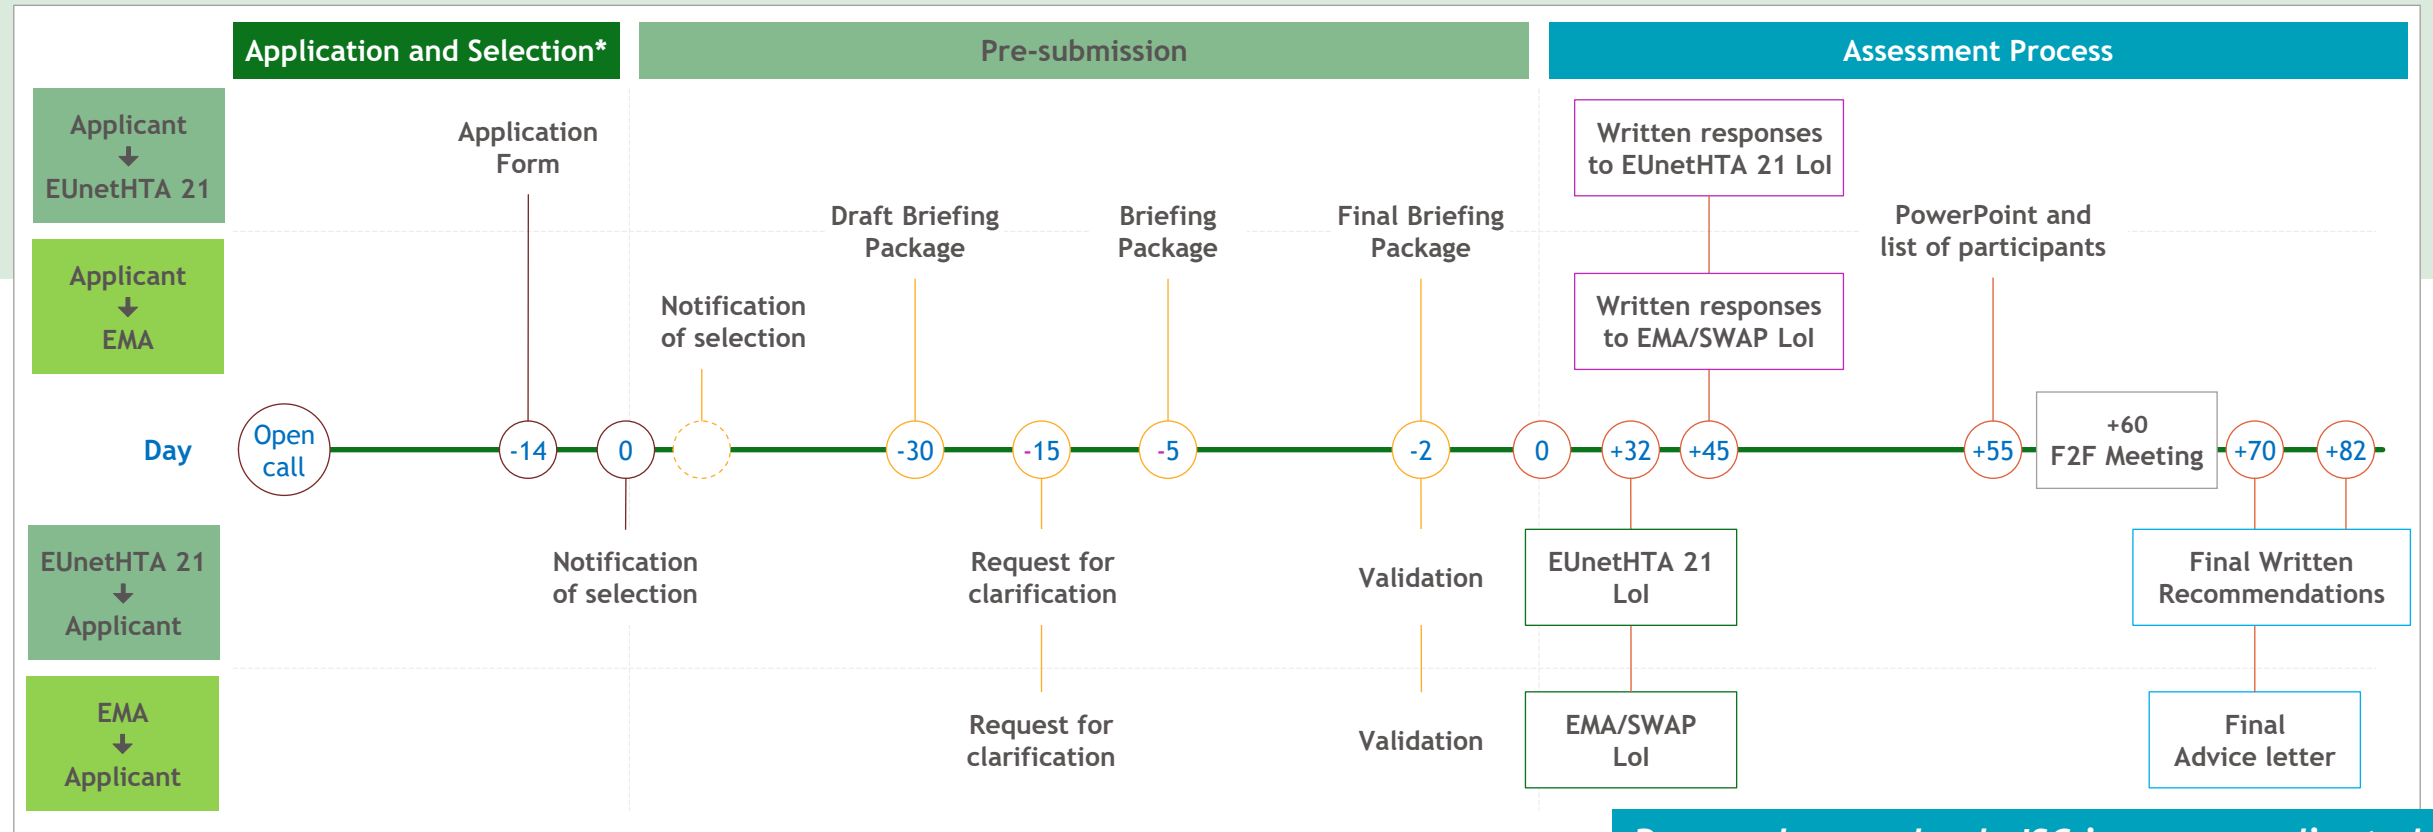 Application and Selection*
Pre-submission
Assessment Process
Applicant
EUnetHTA 21
Application
Form
Written responses
to EUnetHTA 21 LoI
Draft Briefing
Package
Briefing
Package
Final Briefing
Package
PowerPoint and
list of participants
Applicant
EMA
Notification
of selection
Written responses
to EMA/SWAP LoI
Day
Open
call
-14
0
-30
-15
-5
-2
0
+32
+45
+55
+60
F2F Meeting
+70
+82
EUnetHTA 21
Applicant
Notification
of selection
Request for
clarification
Validation
EUnetHTA 21
LoI
Final Written
Recommendations
EMA
Applicant
Request for
clarification
Validation
EMA/SWAP
LoI
Final
Advice letter